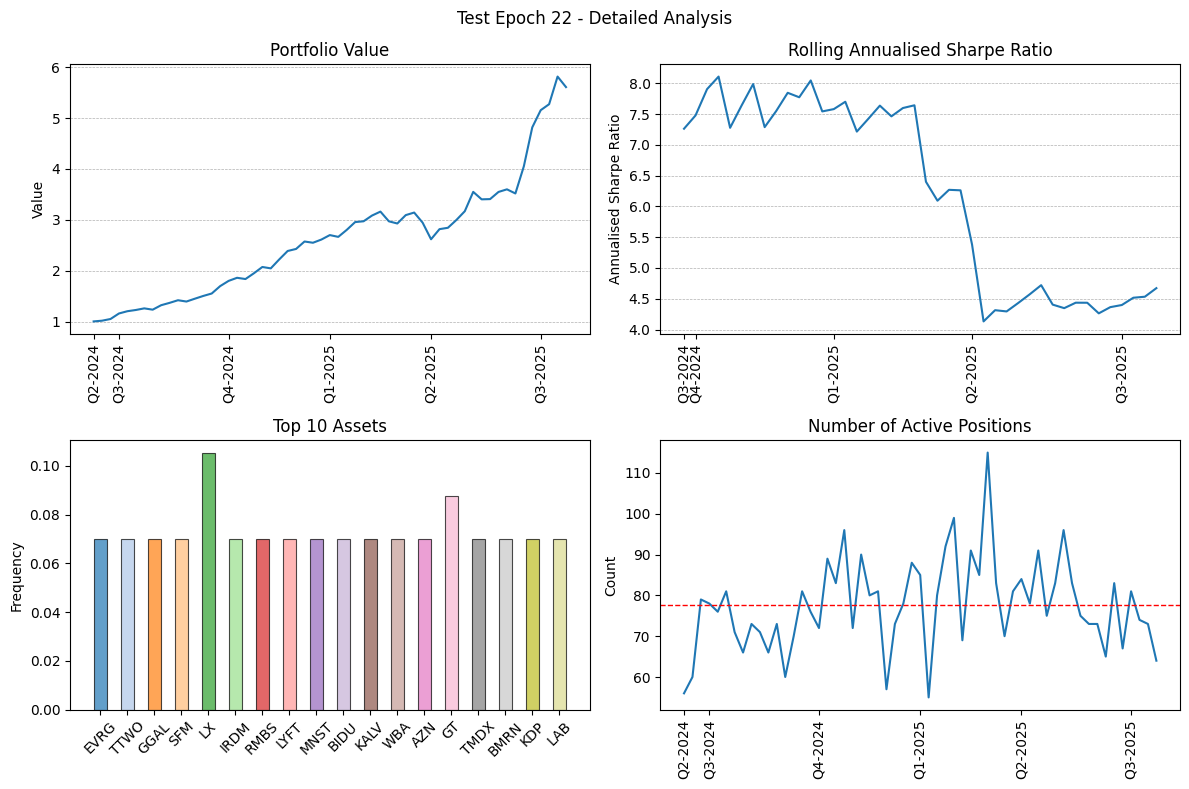 Test Epoch 22 - Detailed Analysis
Portfolio Value
Value
6
5
4
3
2
1
Q2-2024
Q3-2024
Q4-2024
Q1-2025
Q2-2025
Q3-2025
Rolling Annualised Sharpe Ratio
Annualised Sharpe Ratio
8.0
7.5
7.0
6.5
6.0
5.5
5.0
4.5
4.0
Q3-2024
Q4-2024
Q1-2025
Q2-2025
Q3-2025
Top 10 Assets
Frequency
0.10
0.08
0.06
0.04
0.02
0.00
EVRG
TTWO
GGAL
SFM
LX
IRDM
RMBS
LYFT
MNST
BIDU
KALV
WBA
AZN
GT
TMDX
BMRN
KDP
LAB
Number of Active Positions
Count
110
100
90
80
70
60
Q2-2024
Q3-2024
Q4-2024
Q1-2025
Q2-2025
Q3-2025